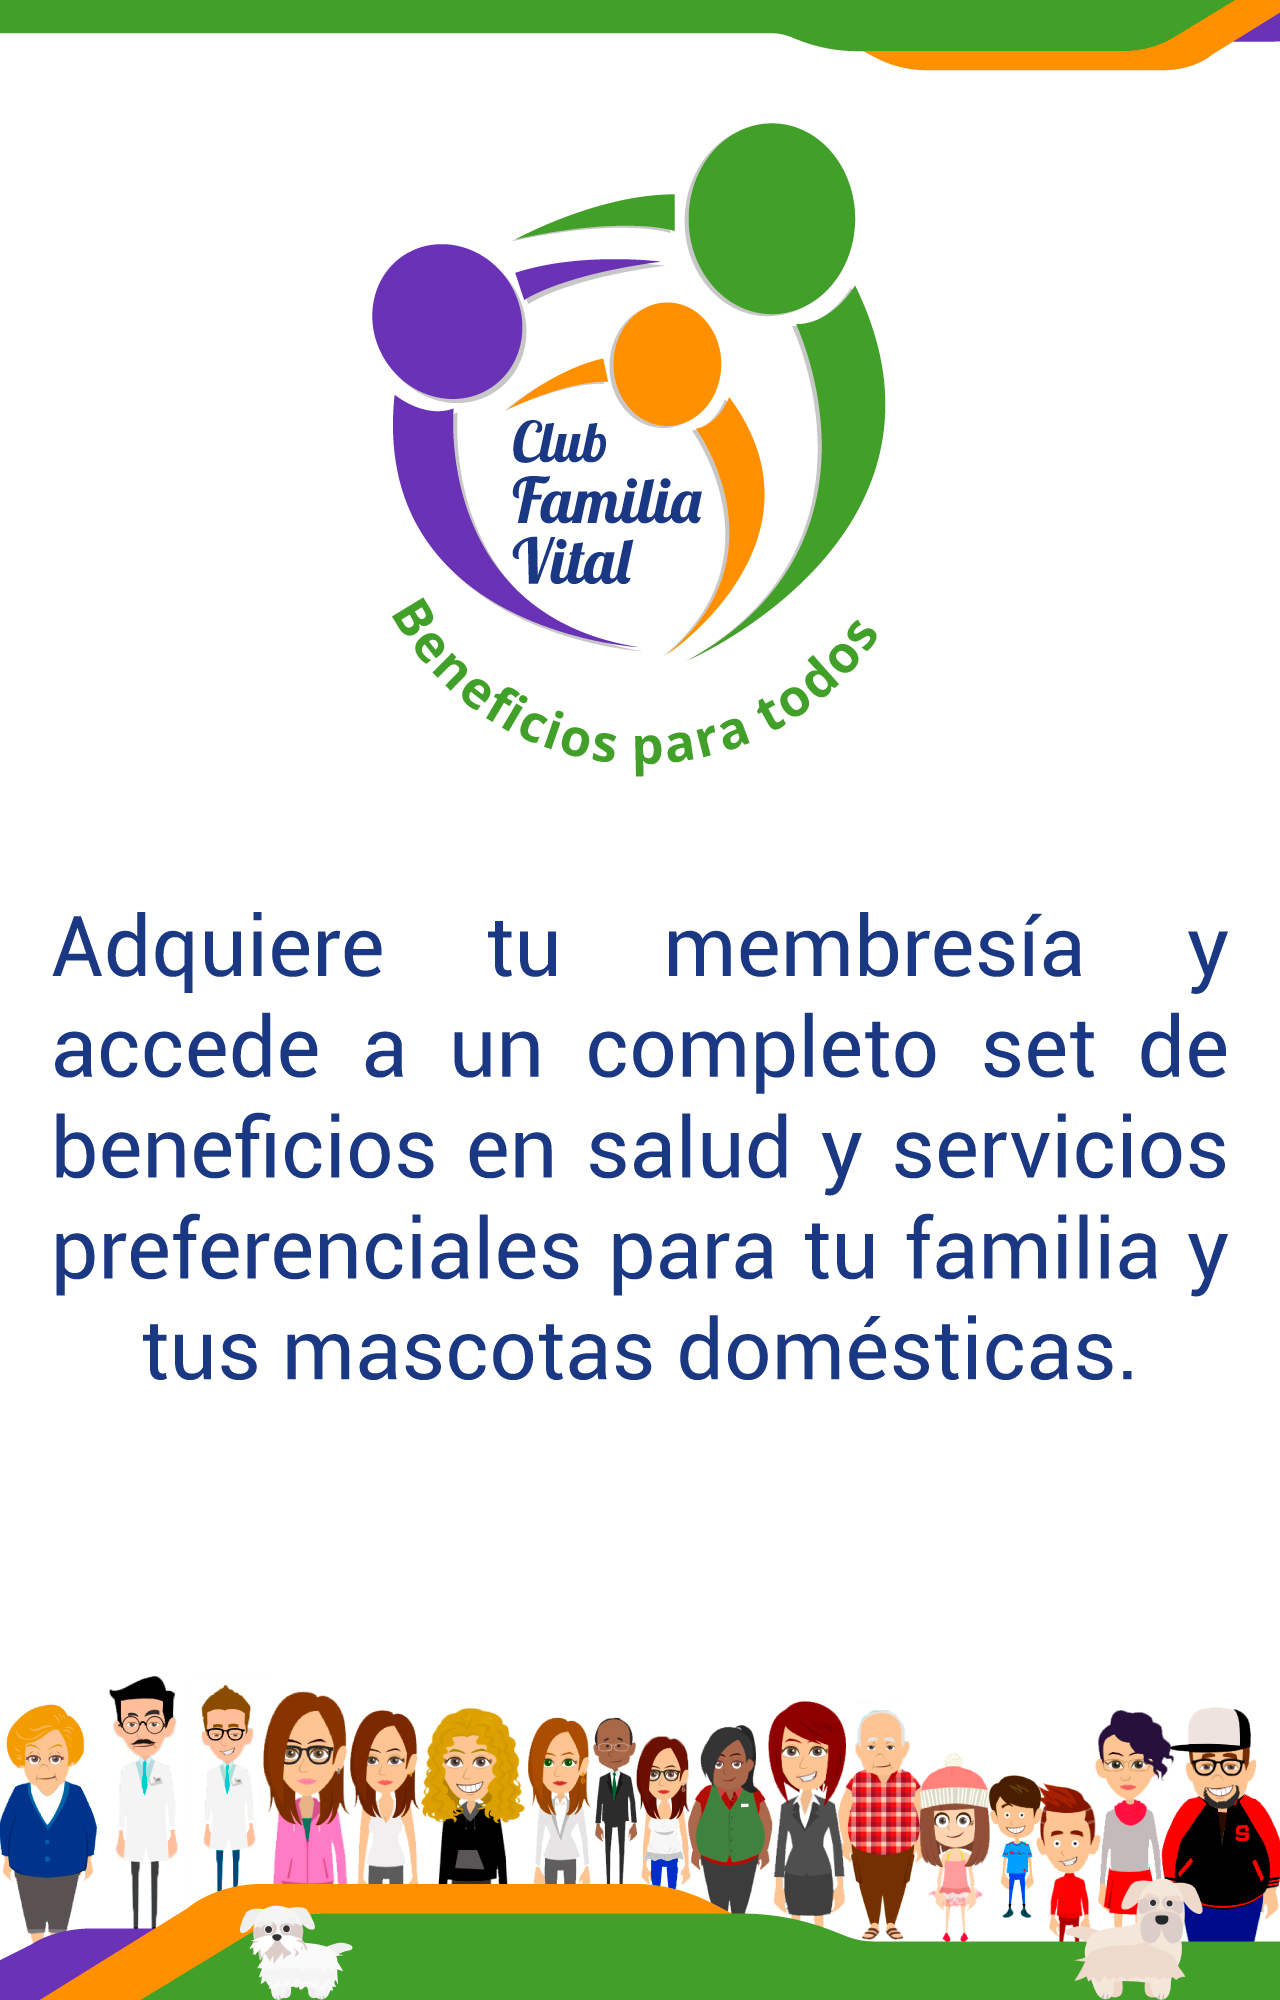 Club
Familia
Vital
Beneficios para todos
Adquiere tu membresía y
accede a un completo set de
beneficios en salud y servicios
preferenciales para tu familia y
tus mascotas domésticas.
S